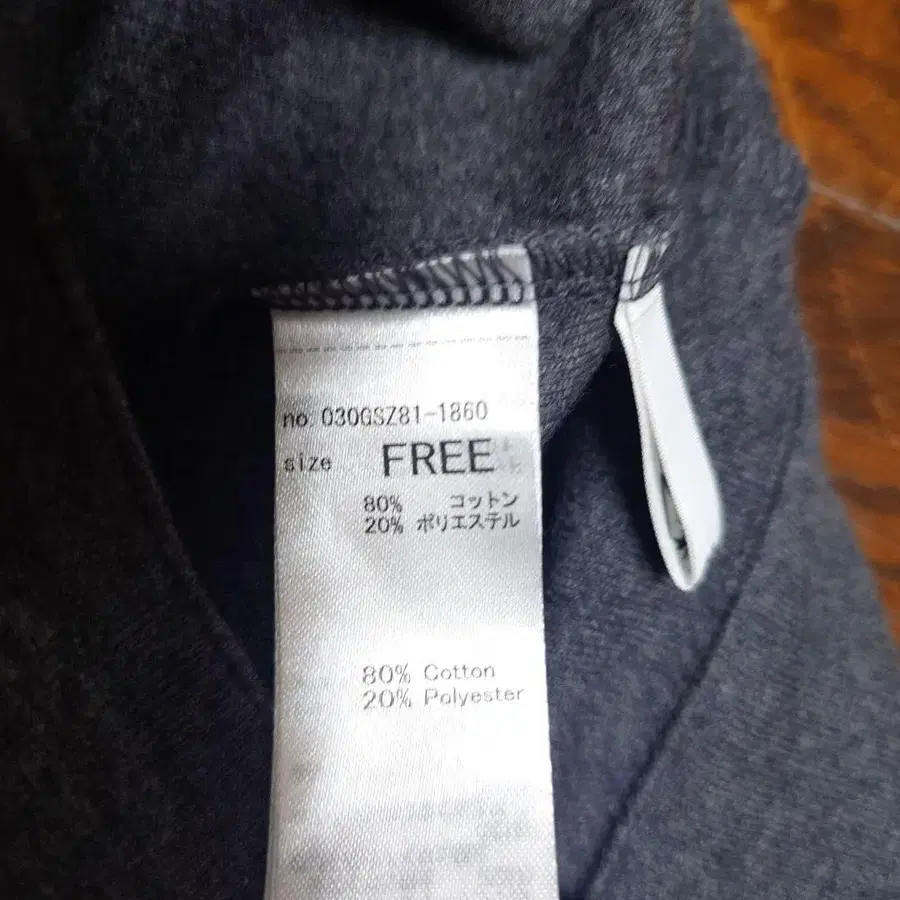 no. 030GSZ81-1860
size FREE
80% コットン
20% ポリエステル
80% Cotton
20% Polyester